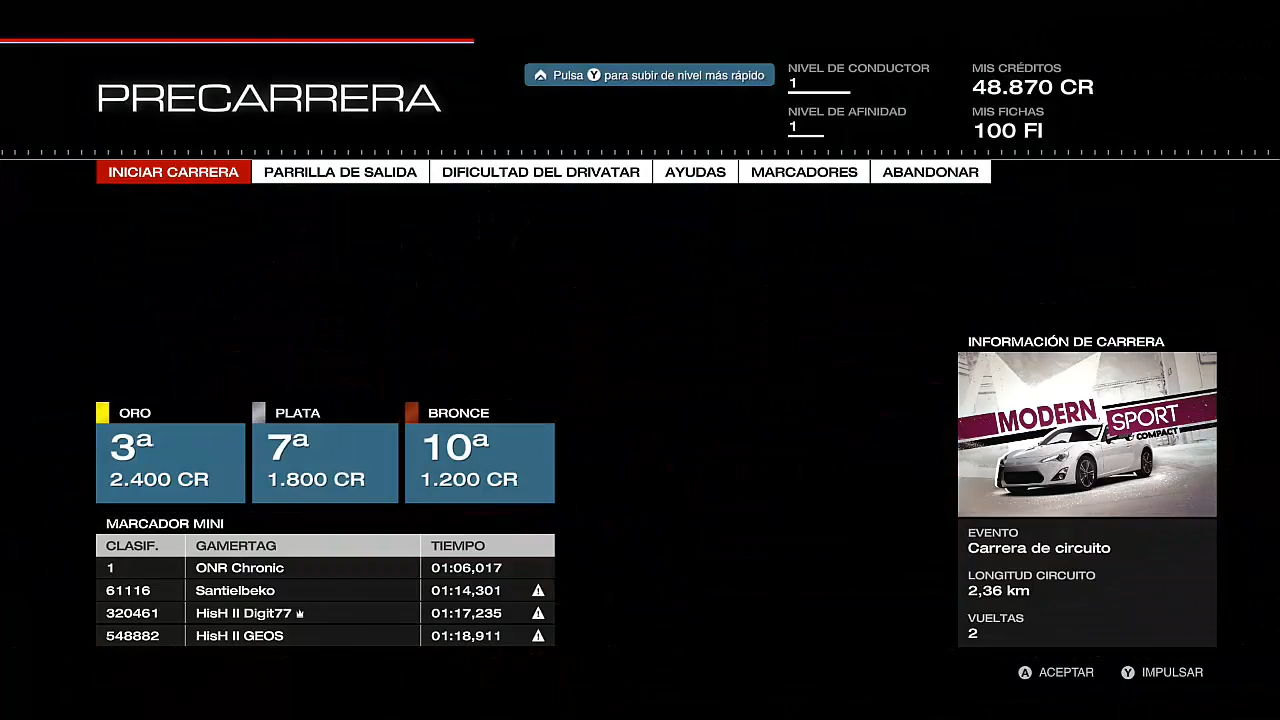 PRECARRERA
Pulsa Y para subir de nivel más rápido
NIVEL DE CONDUCTOR
1
NIVEL DE AFINIDAD
1
MIS CRÉDITOS
48.870 CR
MIS FICHAS
100 FI
INICIAR CARRERA PARRILLA DE SALIDA DIFICULTAD DEL DRIVATAR AYUDAS MARCADORES ABANDONAR
ORO
3ª
2.400 CR
PLATA
7ª
1.800 CR
BRONCE
10ª
1.200 CR
MARCADOR MINI
CLASIF. GAMERTAG TIEMPO
1 ONR Chronic 01:06,017
61116 Santielbeko 01:14,301
320461 HisH II Digit77 01:17,235
548882 HisH II GEOS 01:18,911
INFORMACIÓN DE CARRERA
MODERN SPORT
COMPACT
EVENTO
Carrera de circuito
LONGITUD CIRCUITO
2,36 km
VUELTAS
2
A ACEPTAR Y IMPULSAR